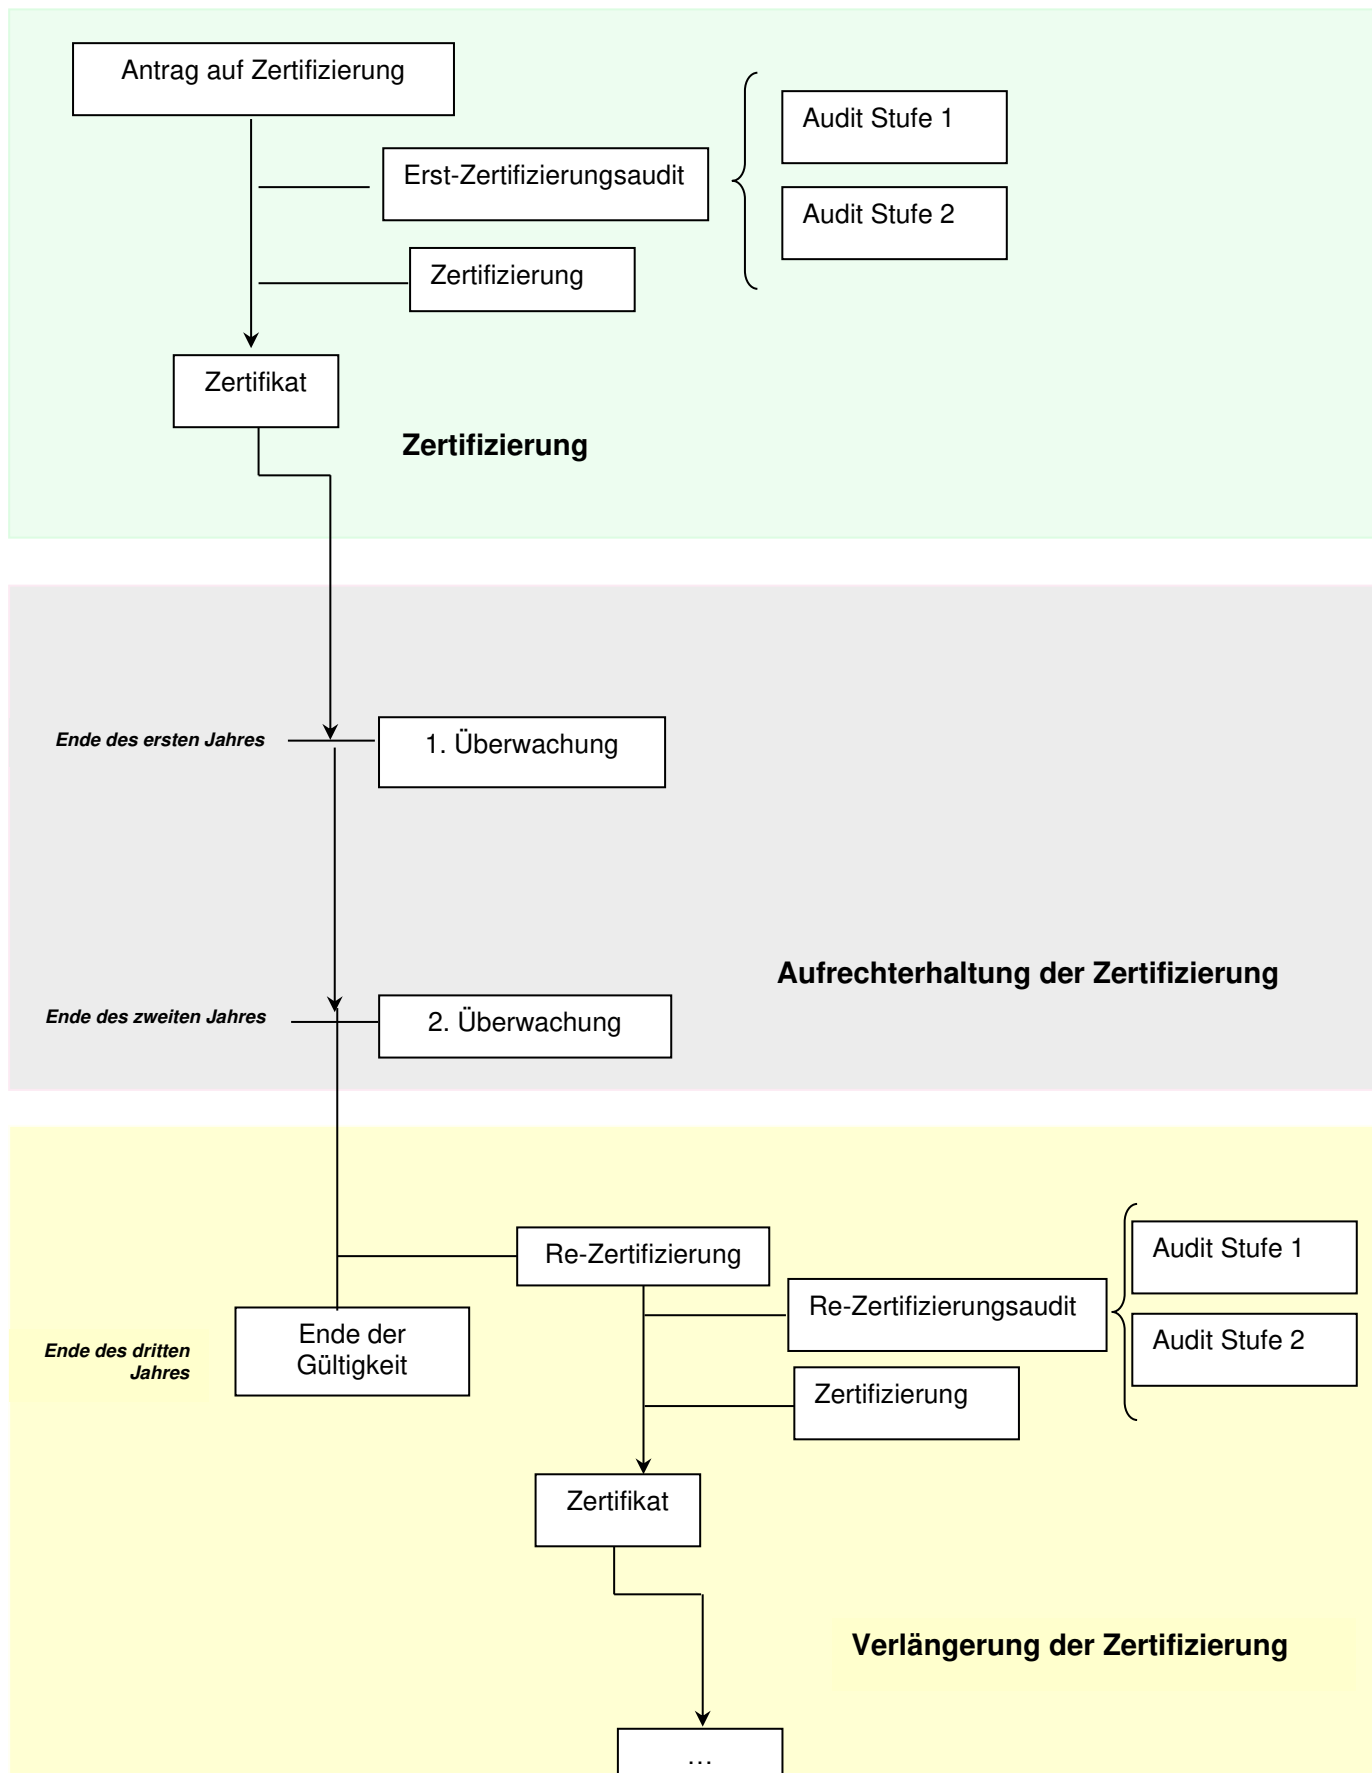 Antrag auf Zertifizierung
Audit Stufe 1
Erst-Zertifizierungsaudit
Audit Stufe 2
Zertifizierung
Zertifikat
Zertifizierung
Ende des ersten Jahres
1. Überwachung
Aufrechterhaltung der Zertifizierung
Ende des zweiten Jahres
2. Überwachung
Re-Zertifizierung
Audit Stufe 1
Re-Zertifizierungsaudit
Ende der
Gültigkeit
Ende des dritten
Jahres
Audit Stufe 2
Zertifizierung
Zertifikat
Verlängerung der Zertifizierung
…